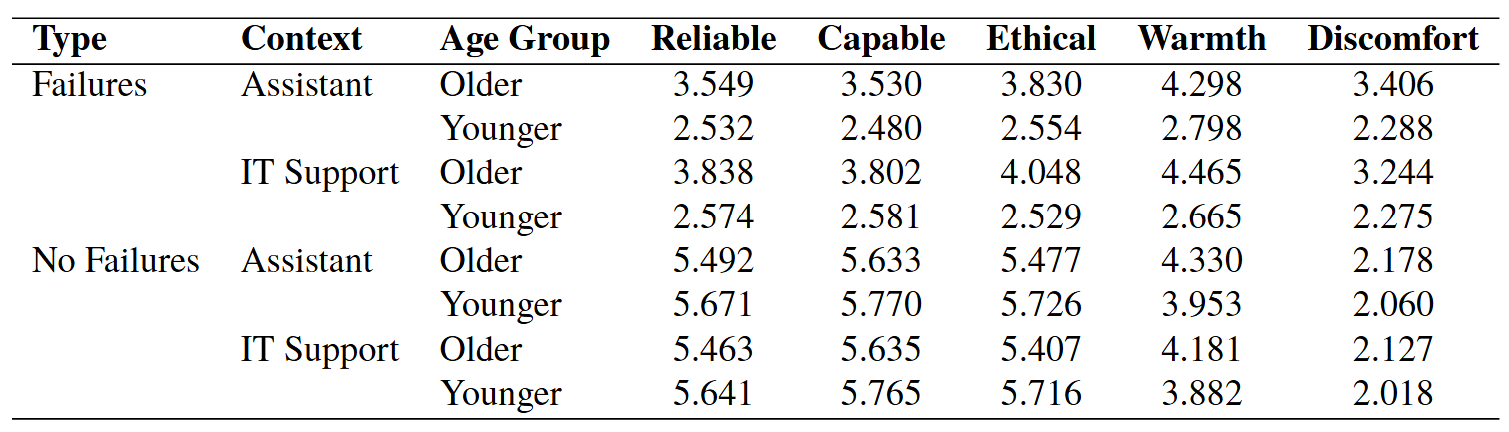 Type Context Age Group Reliable Capable Ethical Warmth Discomfort
Failures Assistant Older 3.549 3.530 3.830 4.298 3.406
Younger 2.532 2.480 2.554 2.798 2.288
IT Support Older 3.838 3.802 4.048 4.465 3.244
Younger 2.574 2.581 2.529 2.665 2.275
No Failures Assistant Older 5.492 5.633 5.477 4.330 2.178
Younger 5.671 5.770 5.726 3.953 2.060
IT Support Older 5.463 5.635 5.407 4.181 2.127
Younger 5.641 5.765 5.716 3.882 2.018